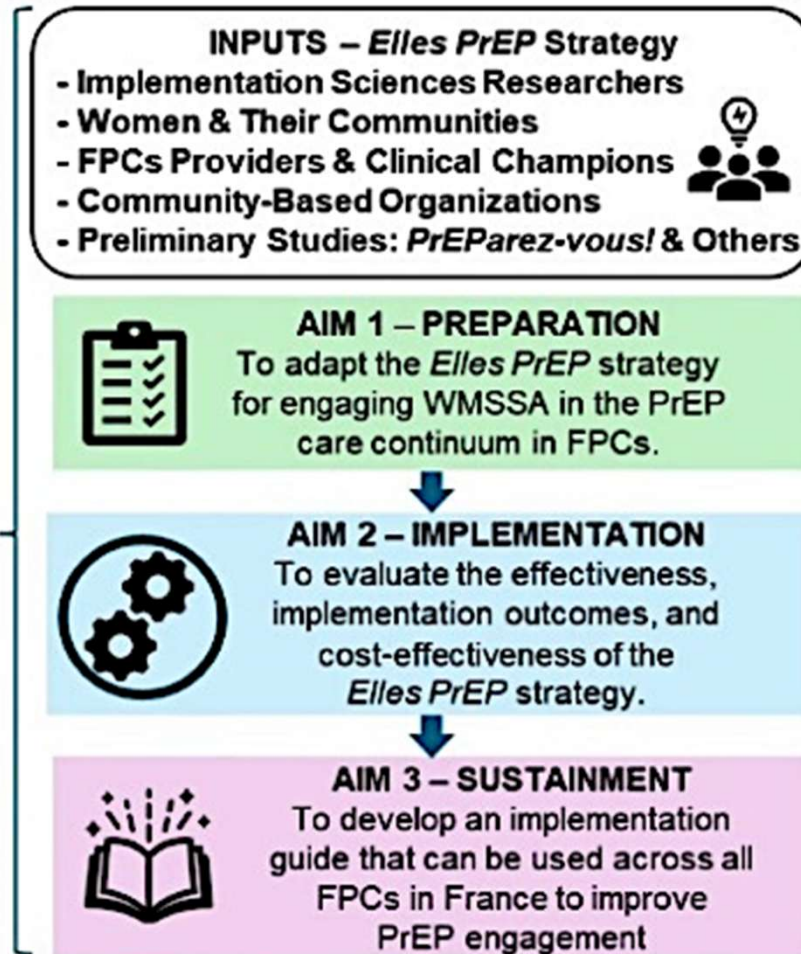 INPUTS – Elles PrEP Strategy
- Implementation Sciences Researchers
- Women & Their Communities
- FPCs Providers & Clinical Champions
- Community-Based Organizations
- Preliminary Studies: PrEParez-vous! & Others
AIM 1 – PREPARATION
To adapt the Elles PrEP strategy
for engaging WMSSA in the PrEP
care continuum in FPCs.
AIM 2 – IMPLEMENTATION
To evaluate the effectiveness,
implementation outcomes, and
cost-effectiveness of the
Elles PrEP strategy.
AIM 3 – SUSTAINMENT
To develop an implementation
guide that can be used across all
FPCs in France to improve
PrEP engagement